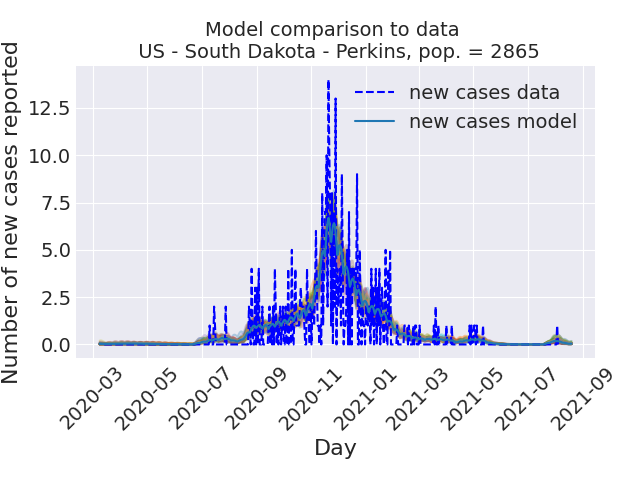 Model comparison to data
US - South Dakota - Perkins, pop. = 2865
Number of new cases reported
12.5
10.0
7.5
5.0
2.5
0.0
new cases data
new cases model
2020-03
2020-05
2020-07
2020-09
2020-11
2021-01
2021-03
2021-05
2021-07
2021-09
Day